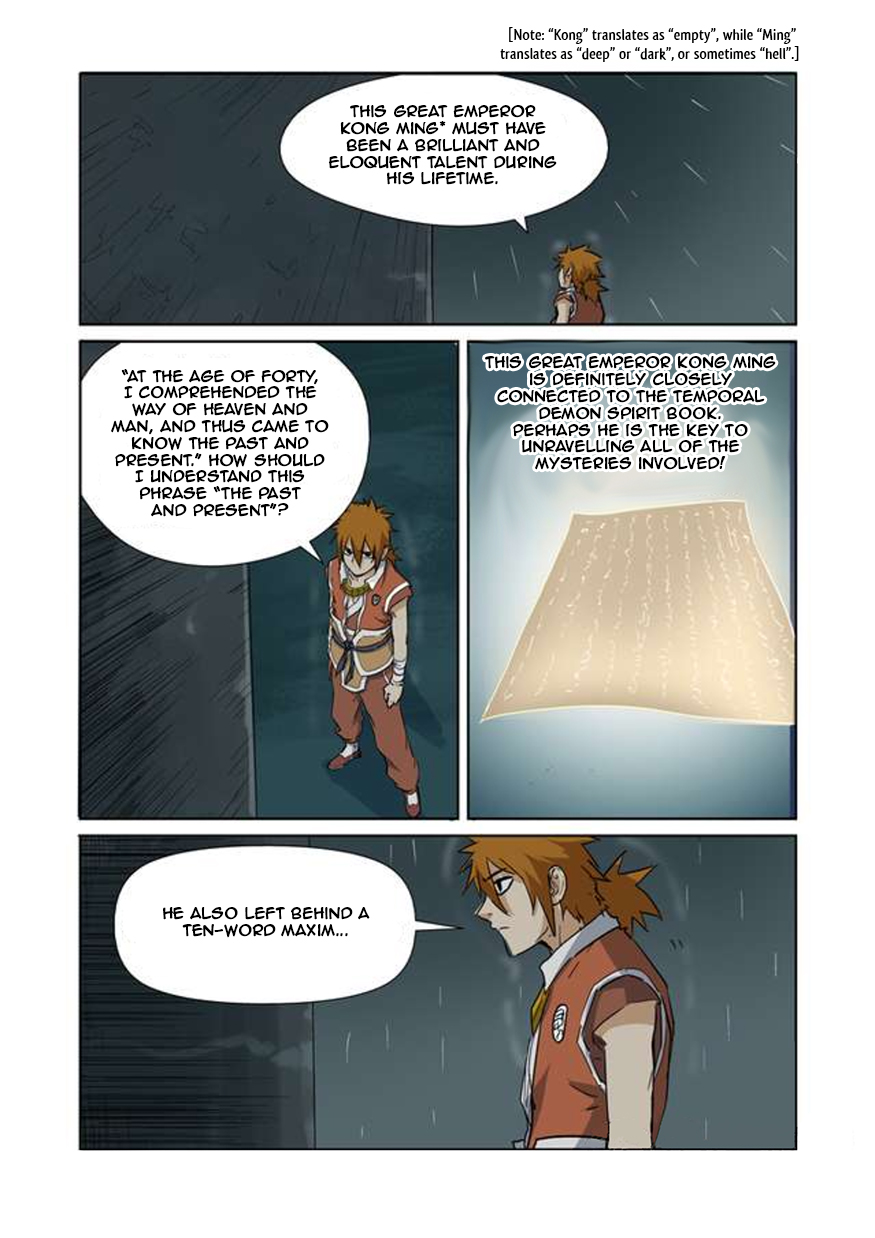 [Note: “Kong” translates as “empty”, while “Ming”
translates as “deep” or “dark”, or sometimes “hell”.]
THIS GREAT EMPEROR
KONG MING* MUST HAVE
BEEN A BRILLIANT AND
ELOQUENT TALENT DURING
HIS LIFETIME.
"AT THE AGE OF FORTY,
I COMPREHENDED THE
WAY OF HEAVEN AND
MAN, AND THUS CAME TO
KNOW THE PAST AND
PRESENT." HOW SHOULD
I UNDERSTAND THIS
PHRASE "THE PAST
AND PRESENT"?
THIS GREAT EMPEROR KONG MING
IS DEFINITELY CLOSELY
CONNECTED TO THE TEMPORAL
DEMON SPIRIT BOOK.
PERHAPS HE IS THE KEY TO
UNRAVELLING ALL OF THE
MYSTERIES INVOLVED!
HE ALSO LEFT BEHIND A
TEN-WORD MAXIM...